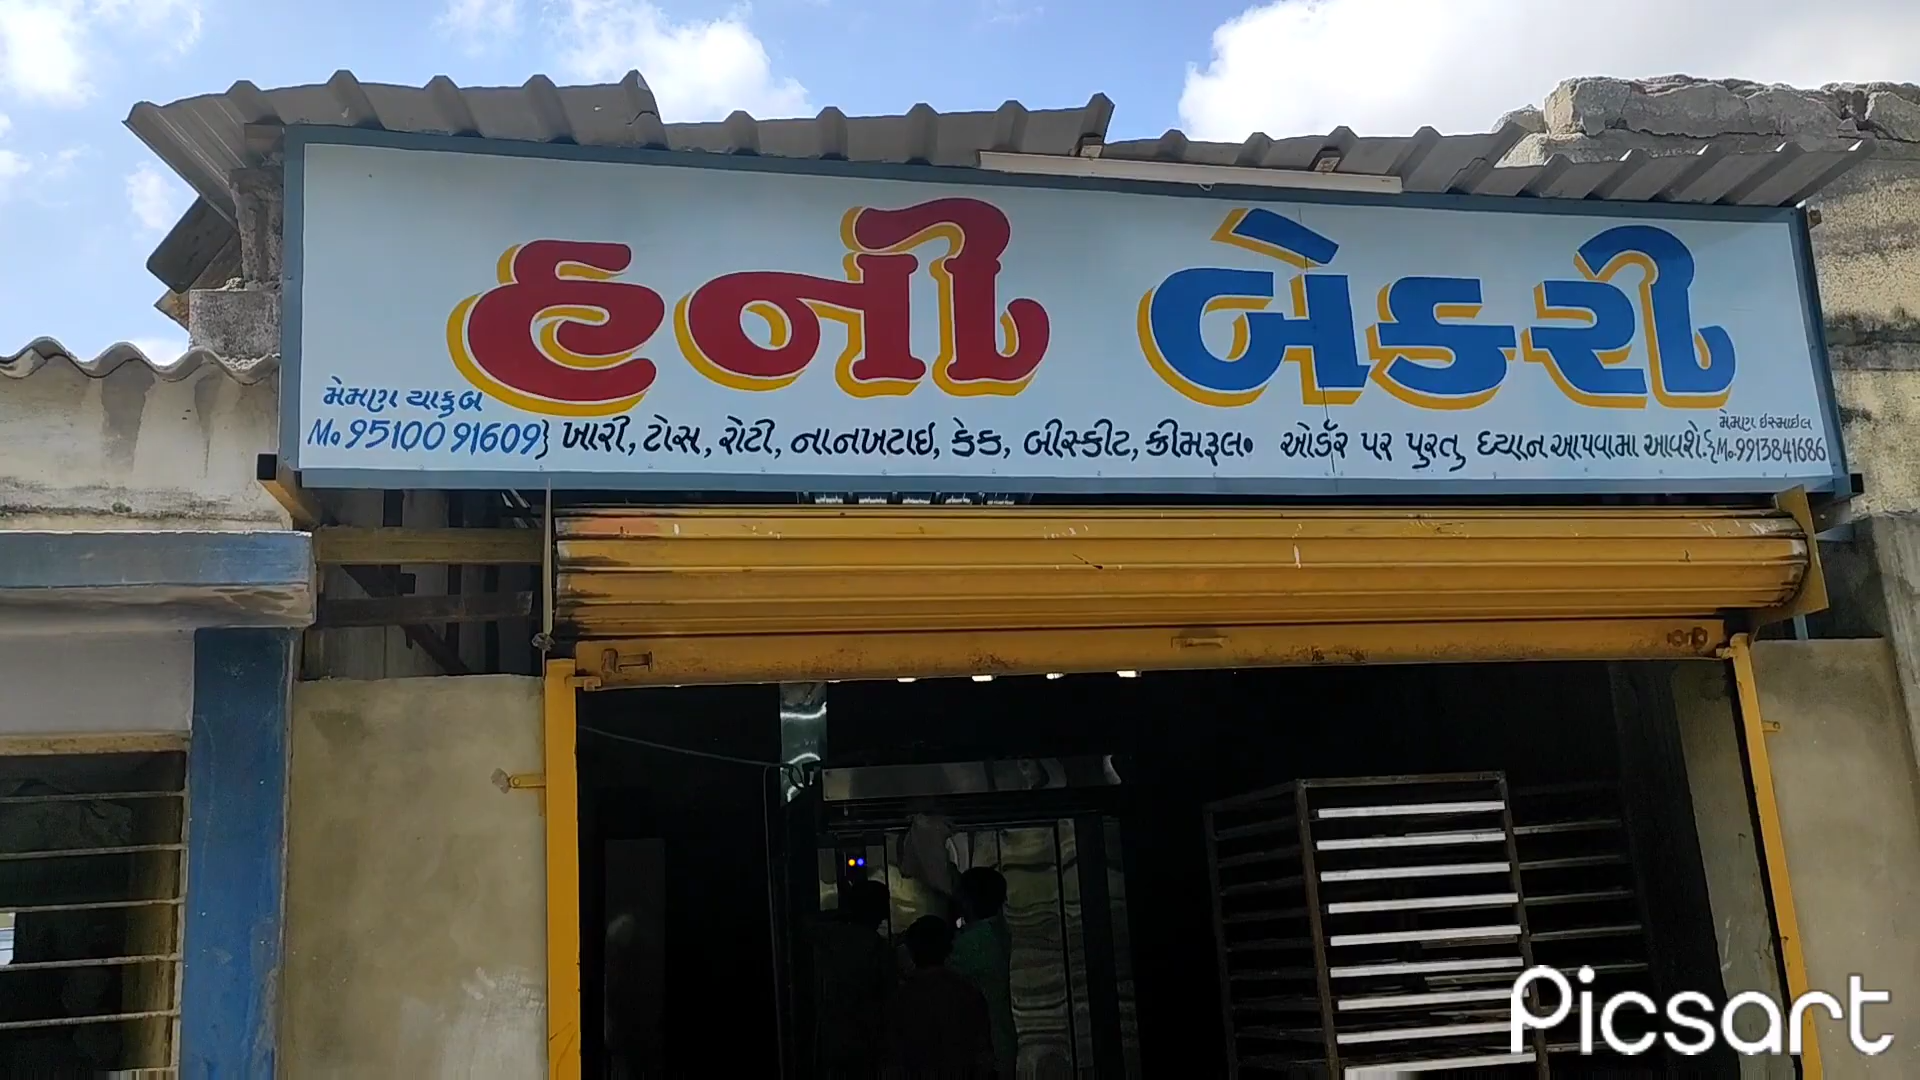 હની બેકરી
મેમણ યાકુબ
M. 95100 91609} ખારી, ટોસ, રોટી, નાનખટાઇ, કેક, બીસ્કીટ, ક્રીમરૂલ. ઓર્ડર પર પુરતુ ધ્યાન આપવામા આવશે.
મેમણ ઇસ્માઇલ
{M.9913841686
Picsart